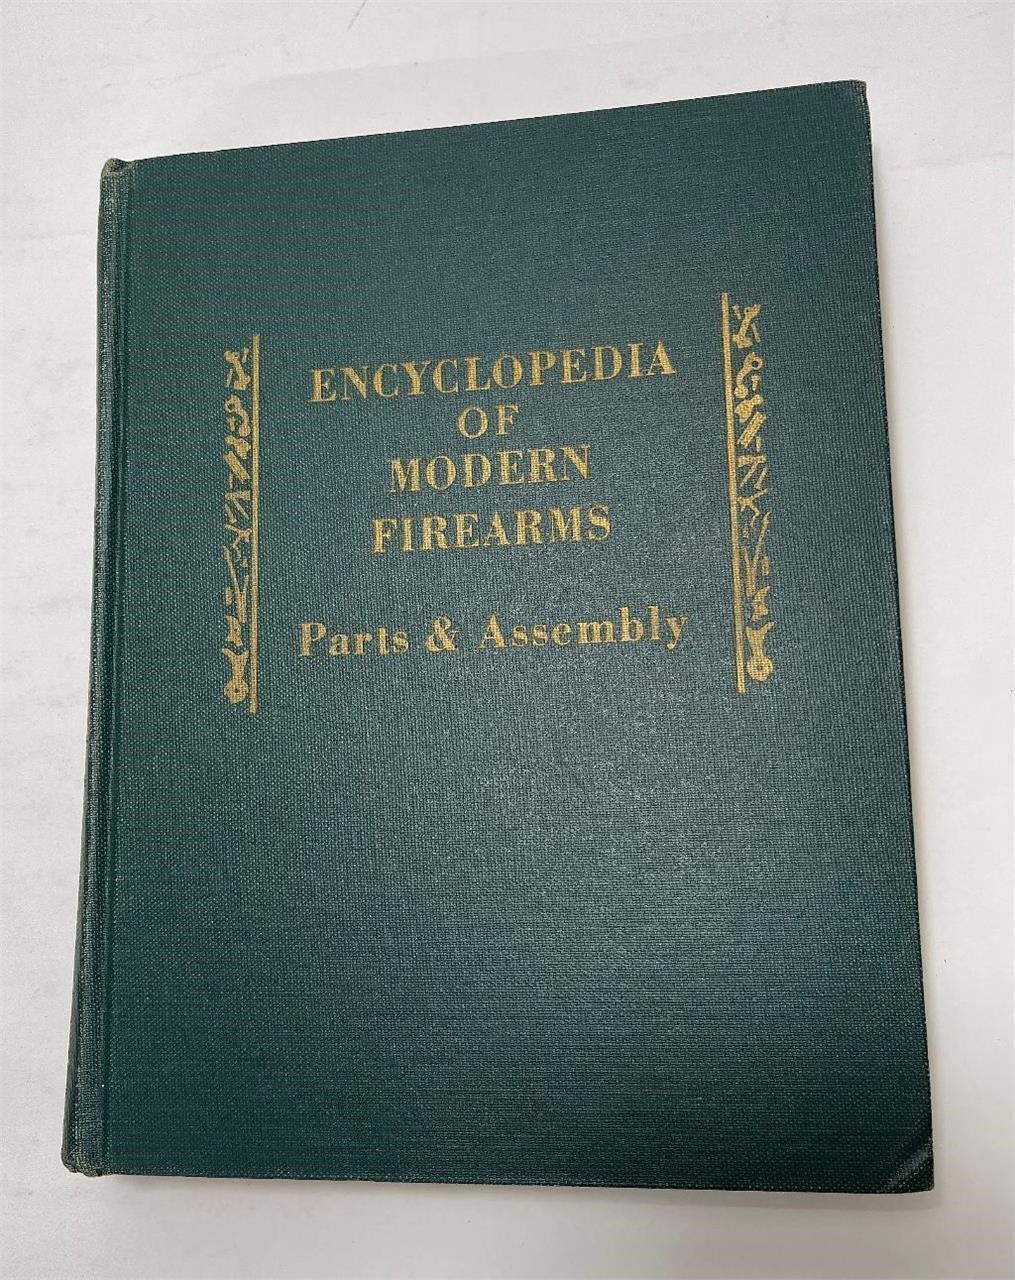 ENCYCLOPEDIA
OF
MODERN
FIREARMS
Parts & Assembly